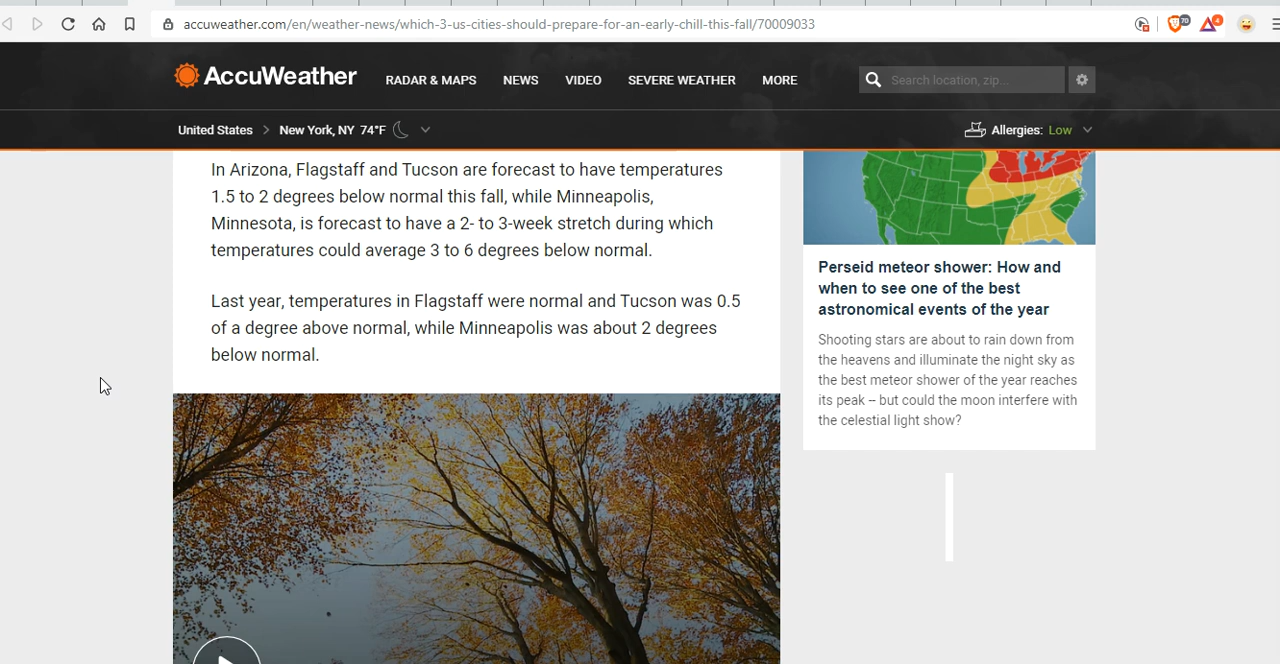 accuweather.com/en/weather-news/which-3-us-cities-should-prepare-for-an-early-chill-this-fall/70009033
70
4
AccuWeather
RADAR & MAPS NEWS VIDEO SEVERE WEATHER MORE
Search location, zip...
United States > New York, NY 74°F
Allergies: Low
In Arizona, Flagstaff and Tucson are forecast to have temperatures
1.5 to 2 degrees below normal this fall, while Minneapolis,
Minnesota, is forecast to have a 2- to 3-week stretch during which
temperatures could average 3 to 6 degrees below normal.
Last year, temperatures in Flagstaff were normal and Tucson was 0.5
of a degree above normal, while Minneapolis was about 2 degrees
below normal.
Perseid meteor shower: How and
when to see one of the best
astronomical events of the year
Shooting stars are about to rain down from
the heavens and illuminate the night sky as
the best meteor shower of the year reaches
its peak – but could the moon interfere with
the celestial light show?